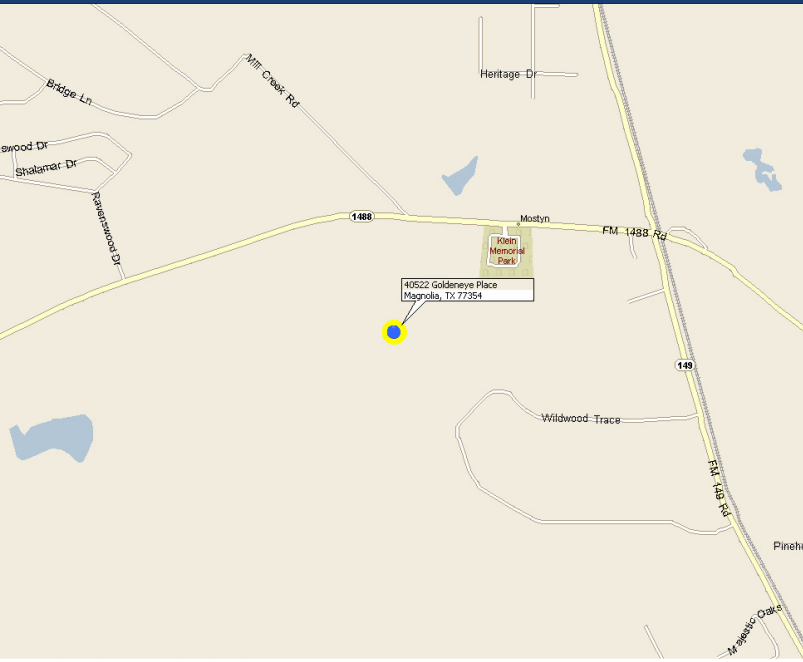 Mill Creek Rd
Heritage Dr
Bridge Ln
swood Dr
Shalamar Dr
Ravenswood Dr
1488
Mostyn
FM 1488 Rd
Klein
Memorial
Park
40522 Goldeneye Place
Magnolia, TX 77354
149
Wildwood Trace
FM 149 Rd
Pineh
Majestic Oaks